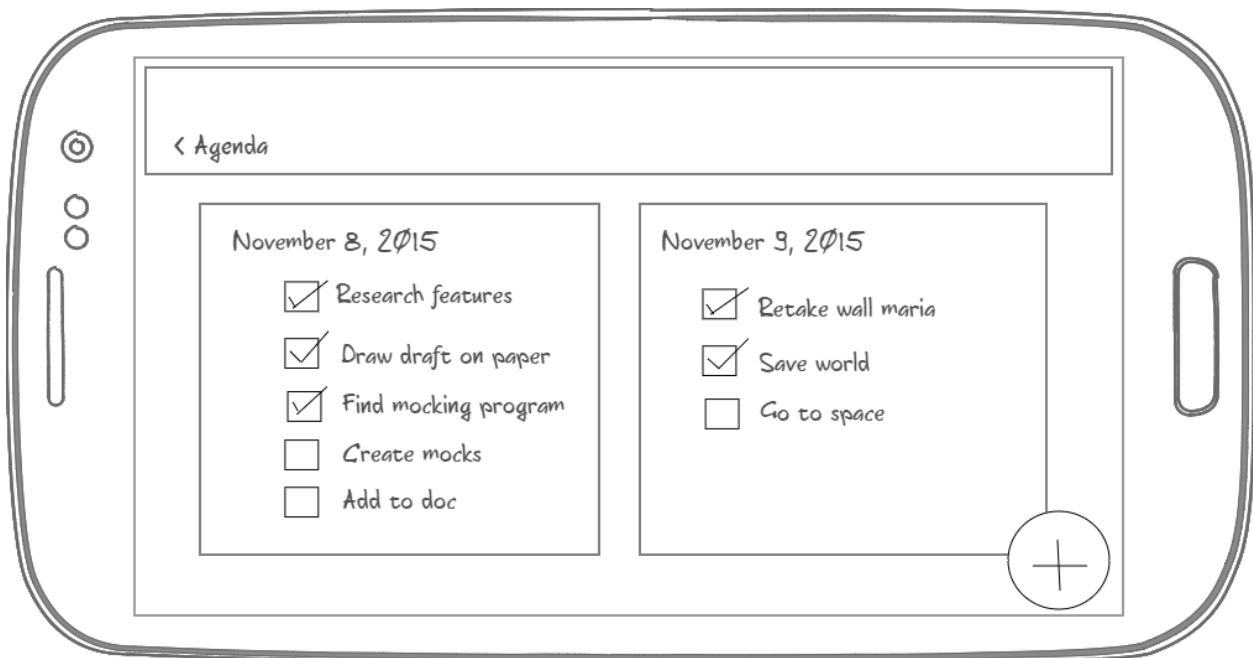 < Agenda
November 8, 2015
Research features
Draw draft on paper
Find mocking program
Create mocks
Add to doc
November 9, 2015
Retake wall maria
Save world
Go to space